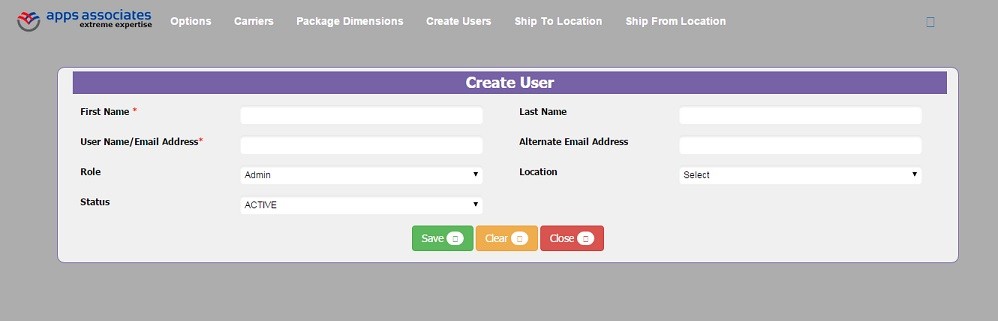 apps associates
extreme expertise
Options Carriers Package Dimensions Create Users Ship To Location Ship From Location
Create User
First Name * Last Name
User Name/Email Address* Alternate Email Address
Role Admin Location Select
Status ACTIVE
Save Clear Close